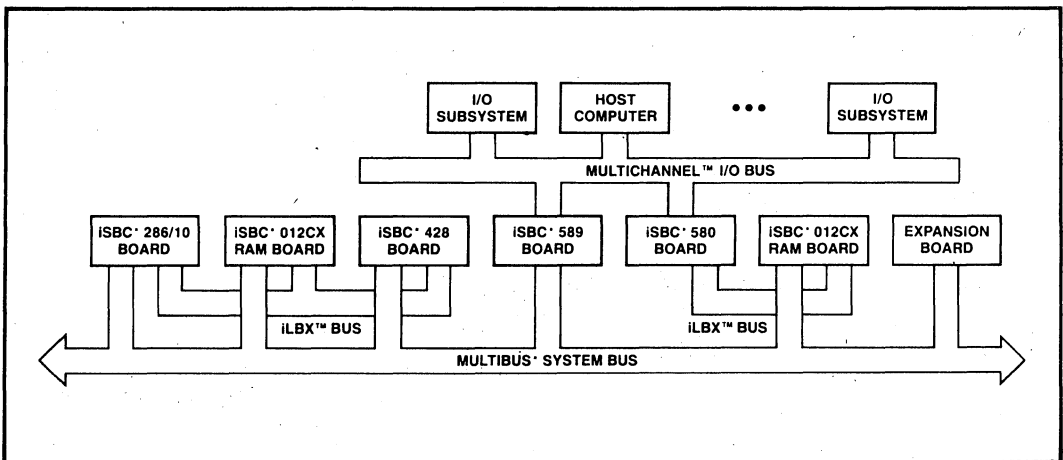 I/O
SUBSYSTEM
HOST
COMPUTER
•••
I/O
SUBSYSTEM
MULTICHANNEL™ I/O BUS
iSBC® 286/10
BOARD
iSBC® 012CX
RAM BOARD
iSBC® 428
BOARD
iSBC® 589
BOARD
iSBC® 580
BOARD
iSBC® 012CX
RAM BOARD
EXPANSION
BOARD
iLBX™ BUS
iLBX™ BUS
MULTIBUS® SYSTEM BUS